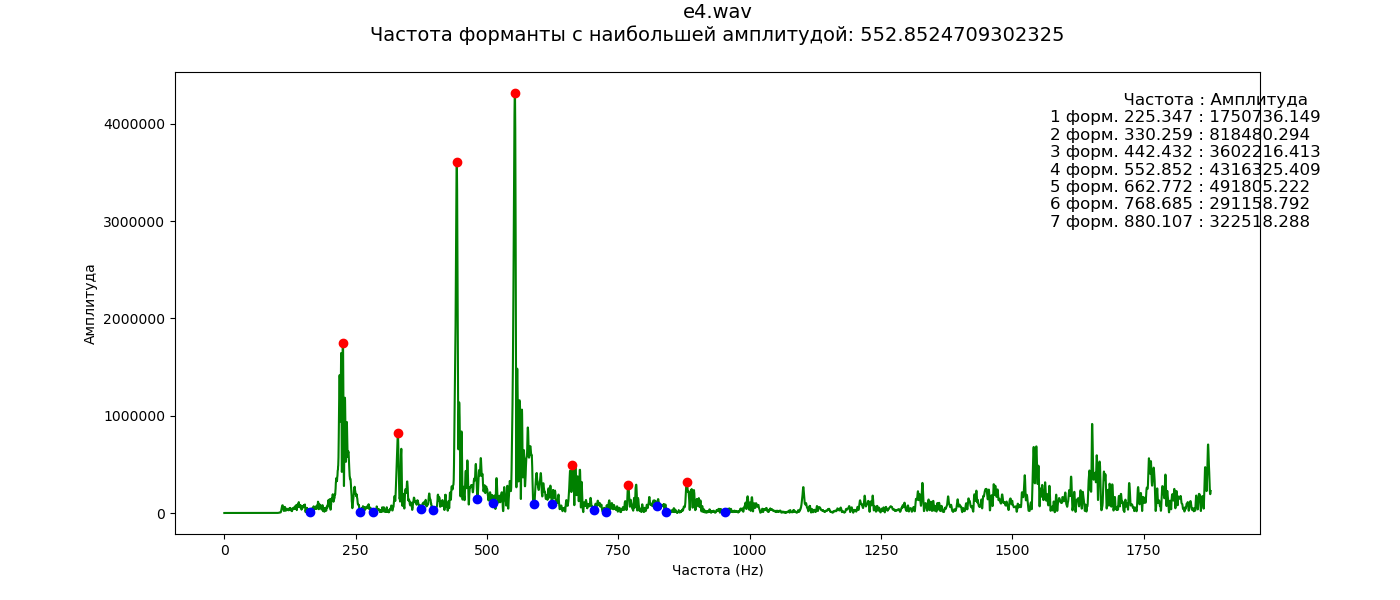 e4.wav
Частота форманты с наибольшей амплитудой: 552.8524709302325
Частота : Амплитуда
1 форм. 225.347 : 1750736.149
2 форм. 330.259 : 818480.294
3 форм. 442.432 : 3602216.413
4 форм. 552.852 : 4316325.409
5 форм. 662.772 : 491805.222
6 форм. 768.685 : 291158.792
7 форм. 880.107 : 322518.288
4000000
3000000
2000000
1000000
0
Амплитуда
0 250 500 750 1000 1250 1500 1750
Частота (Hz)